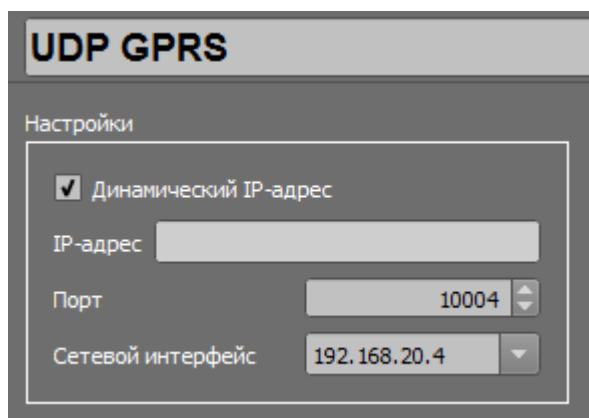 UDP GPRS
Настройки
Динамический IP-адрес
IP-адрес
Порт 10004
Сетевой интерфейс 192.168.20.4